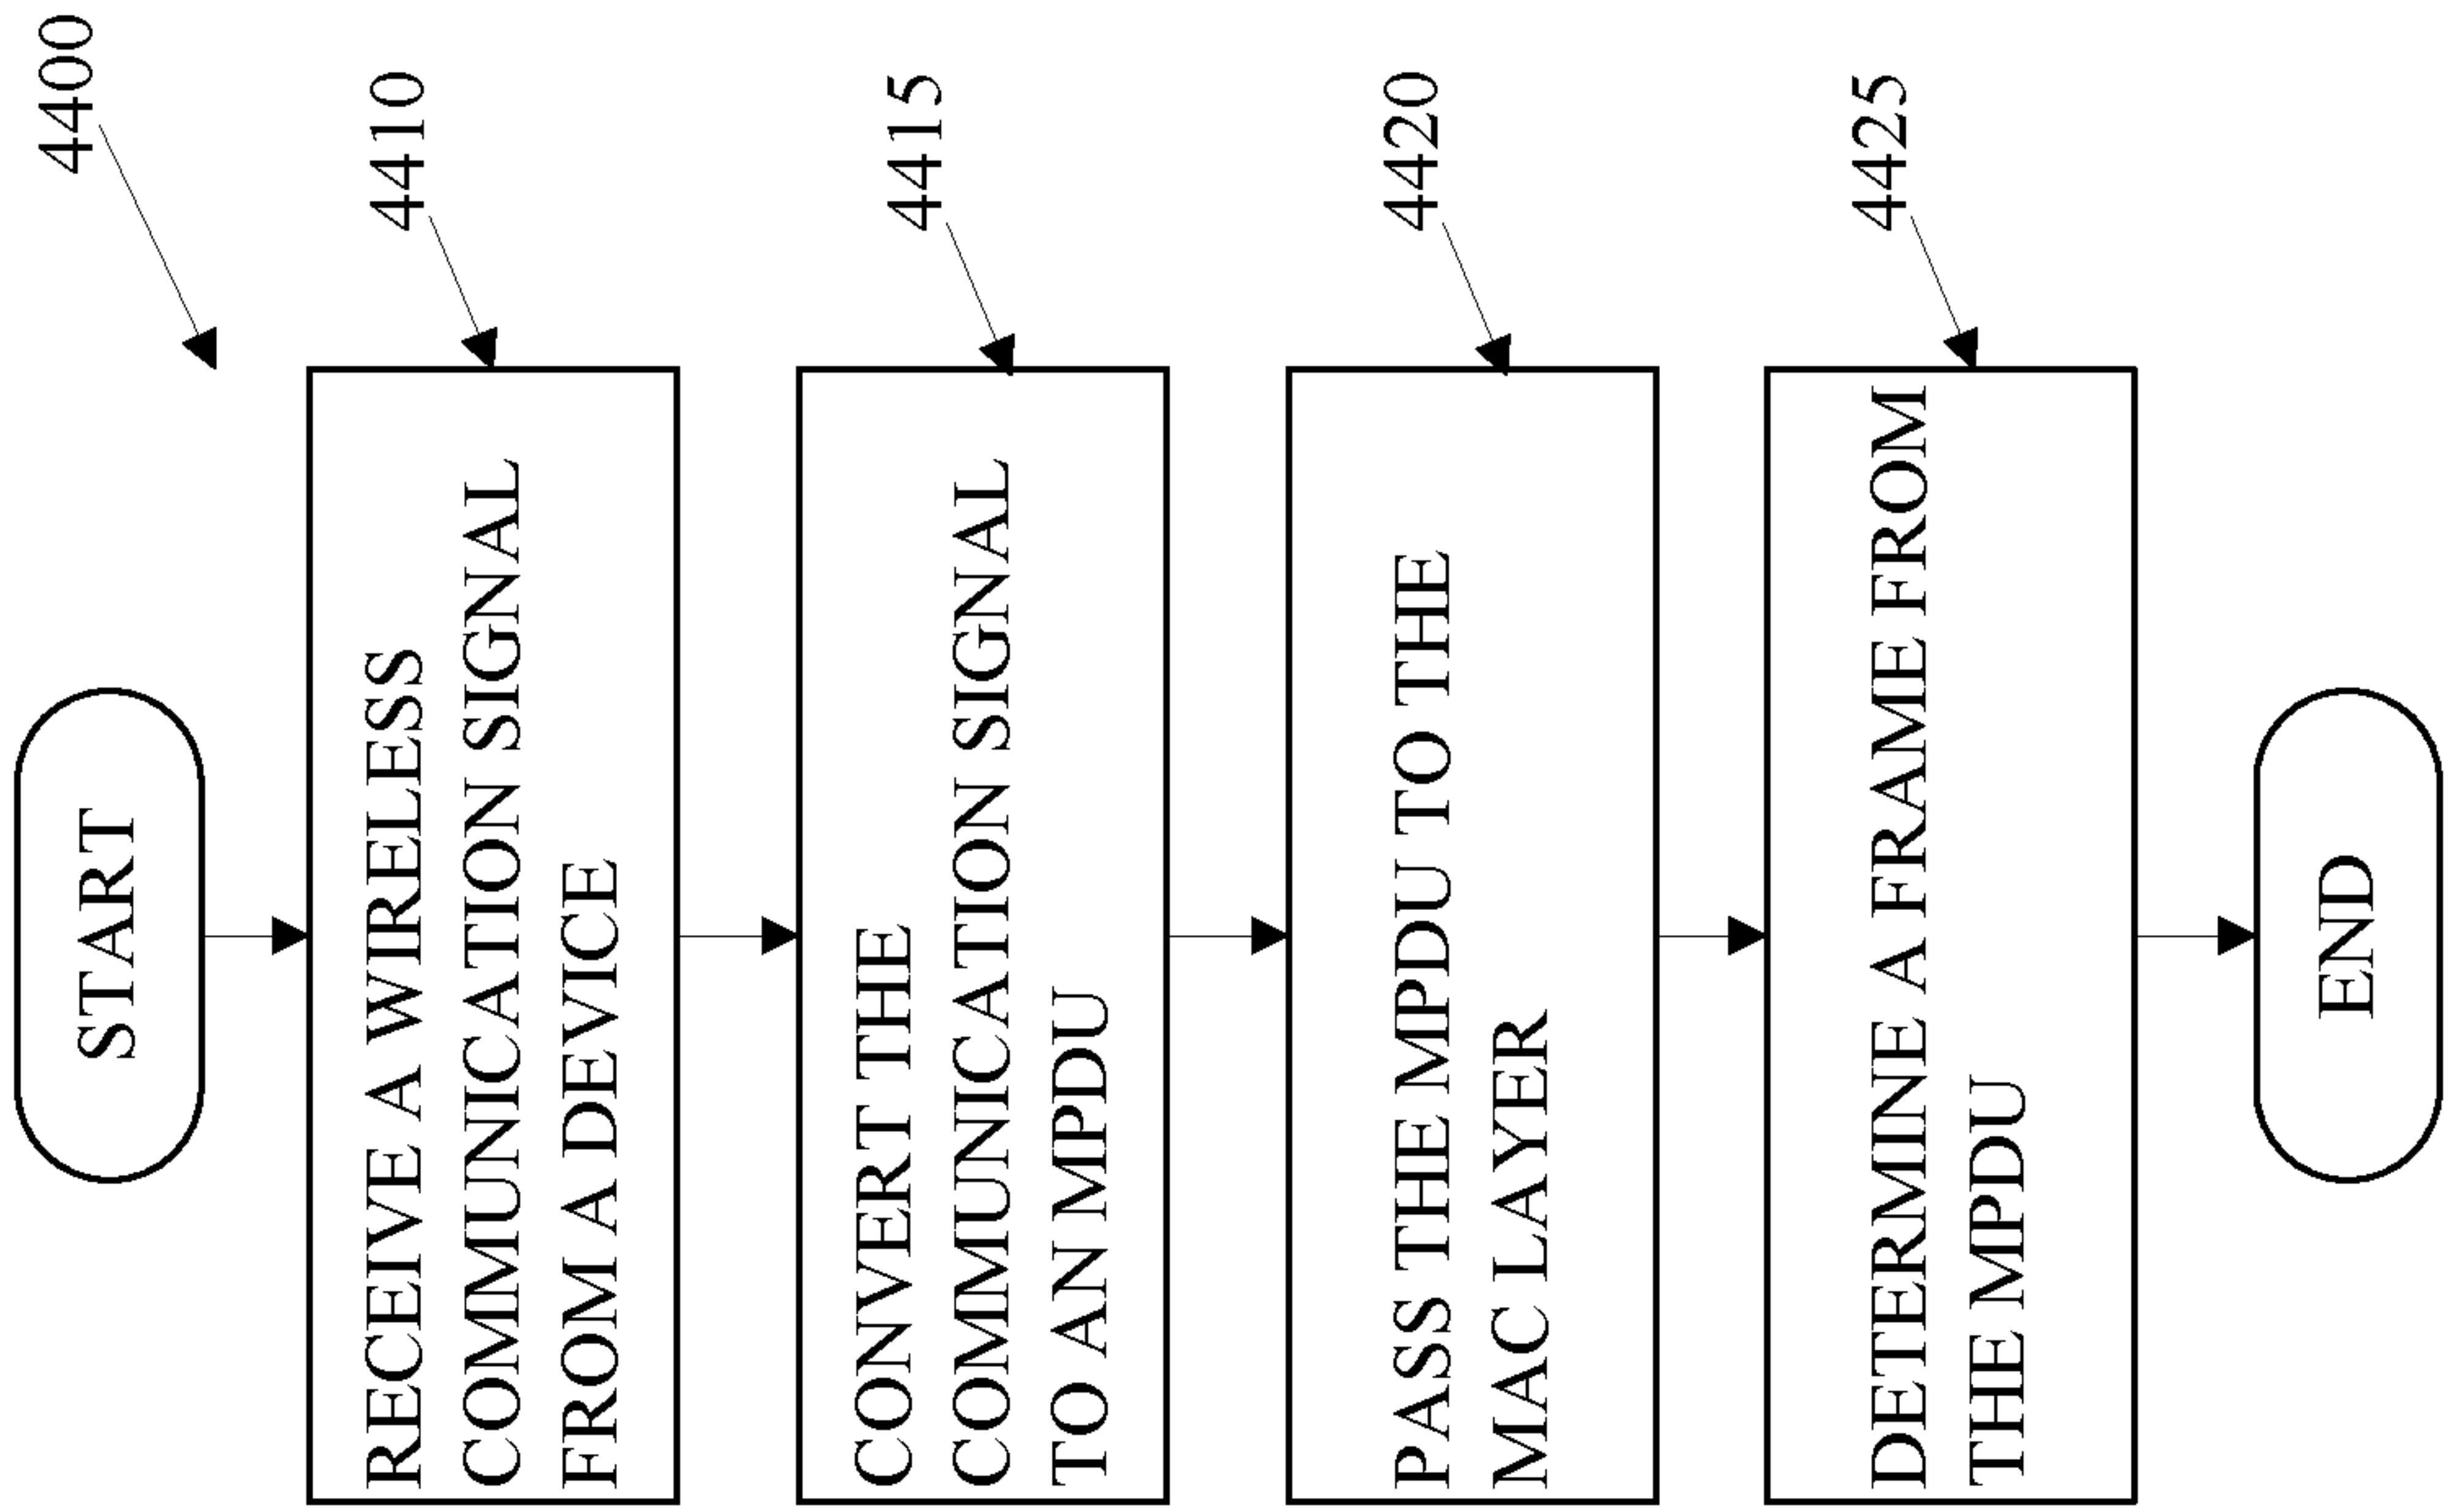 4400
START
4410
RECEIVE A WIRELESS
COMMUNICATION SIGNAL
FROM A DEVICE
4415
CONVERT THE
COMMUNICATION SIGNAL
TO AN MPDU
4420
PASS THE MPDU TO THE
MAC LAYER
4425
DETERMINE A FRAME FROM
THE MPDU
END